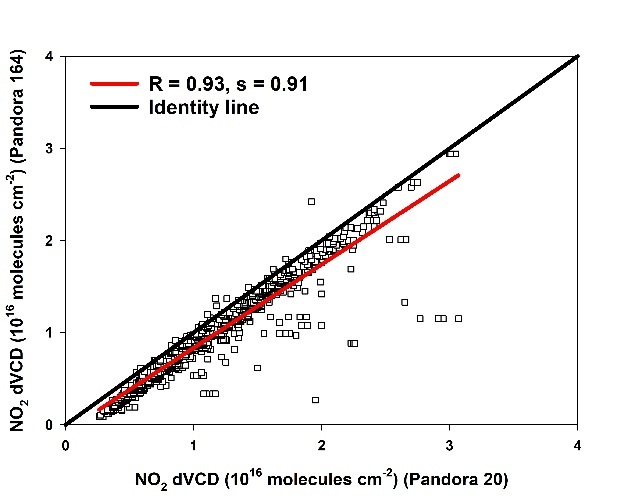 4
R = 0.93, s = 0.91
Identity line
3
2
1
0
0 1 2 3 4
NO2 dVCD (10^16 molecules cm^-2) (Pandora 164)
NO2 dVCD (10^16 molecules cm^-2) (Pandora 20)